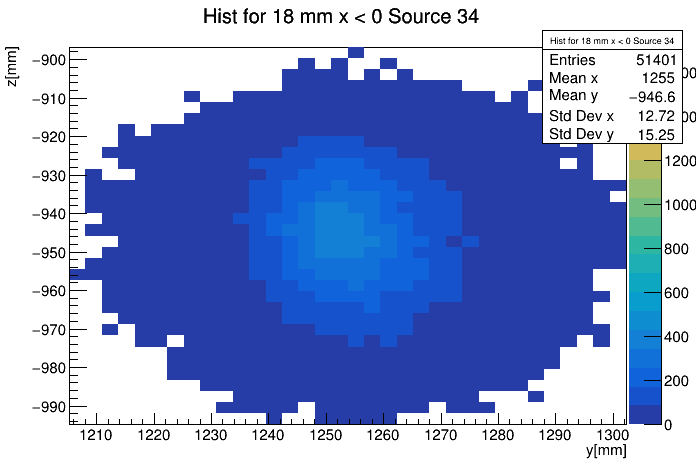 Hist for 18 mm x < 0 Source 34
Hist for 18 mm x < 0 Source 34
Entries 51401
Mean x 1255
Mean y −946.6
Std Dev x 12.72
Std Dev y 15.25
z[mm]
−900
−910
−920
−930
−940
−950
−960
−970
−980
−990
1200
1000
800
600
400
200
0
1210 1220 1230 1240 1250 1260 1270 1280 1290 1300
y[mm]